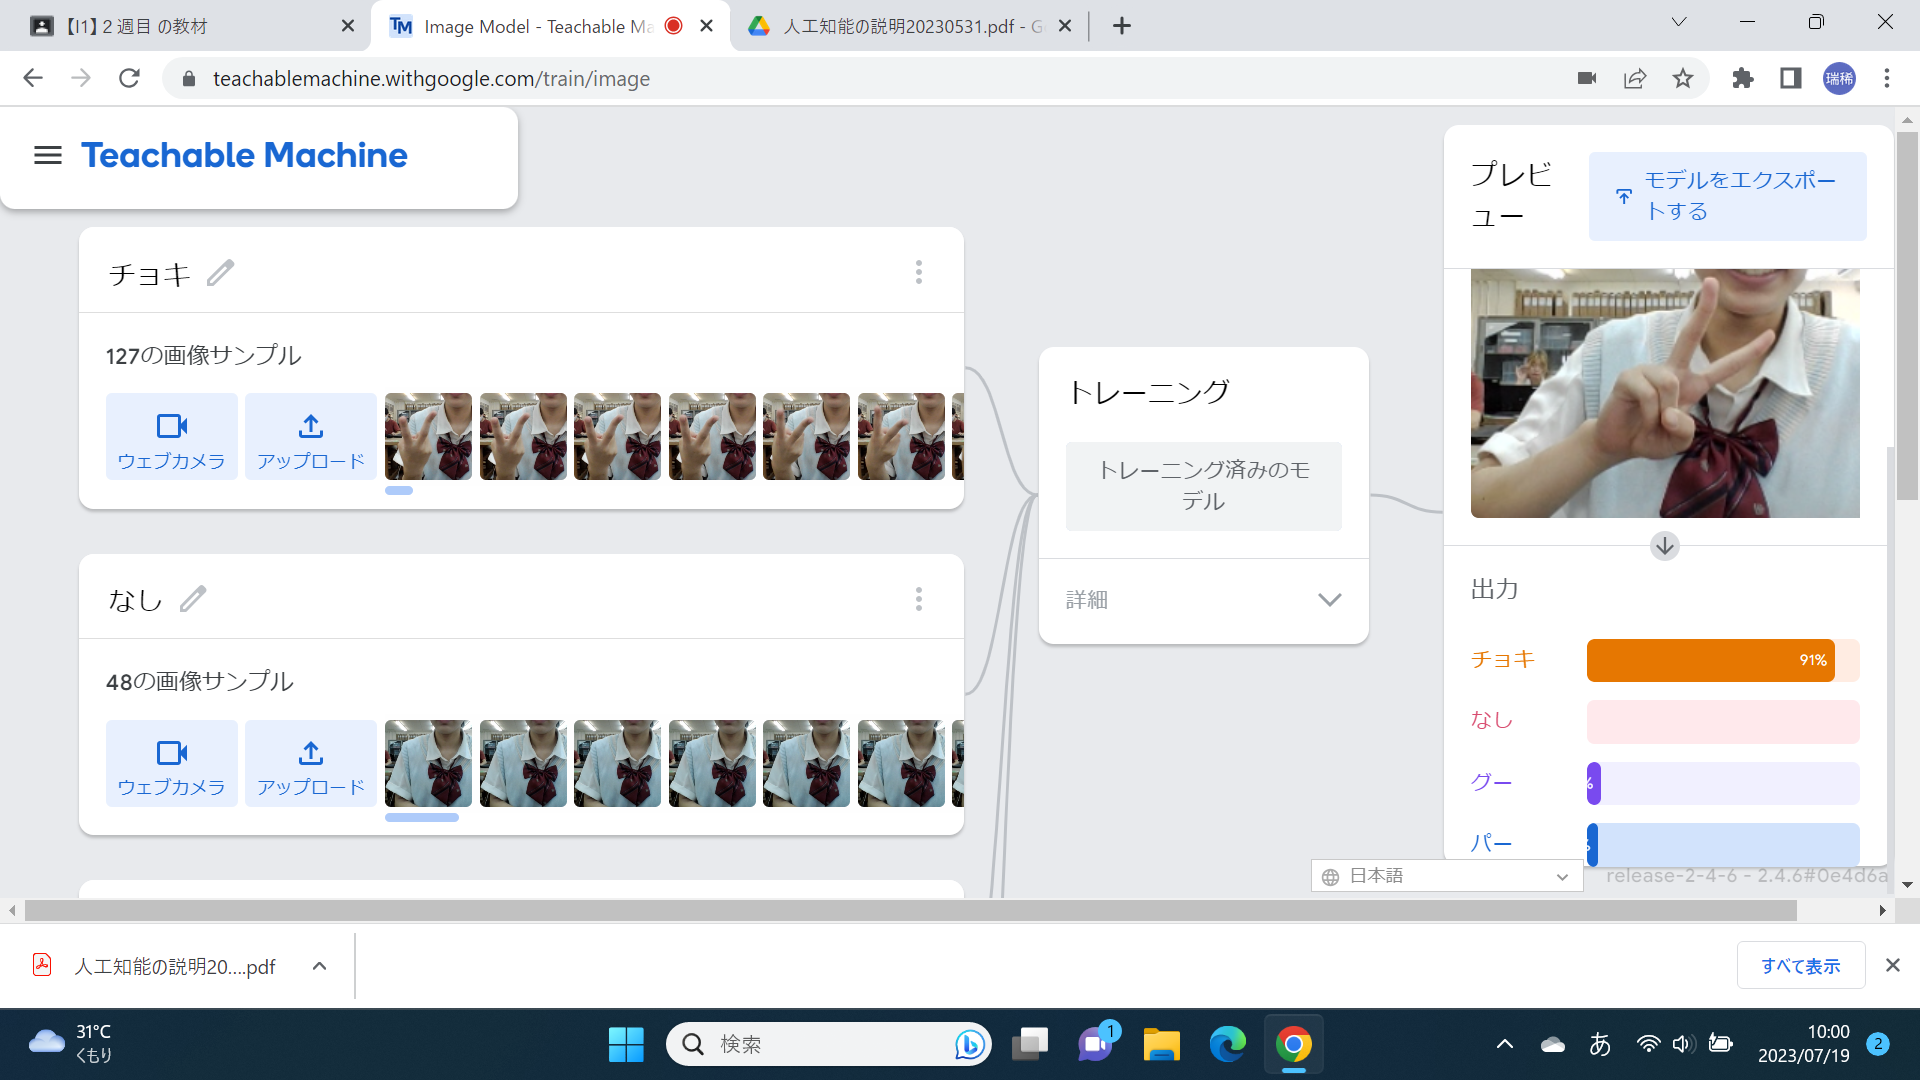 【I1】２週目 の教材
Image Model - Teachable Ma
人工知能の説明20230531.pdf - G
teachablemachine.withgoogle.com/train/image
瑞稀
Teachable Machine
チョキ
127の画像サンプル
ウェブカメラ
アップロード
なし
48の画像サンプル
ウェブカメラ
アップロード
トレーニング
トレーニング済みのモ
デル
詳細
プレビ
ュー
モデルをエクスポー
トする
出力
チョキ
91%
なし
グー
%
パー
日本語
release-2-4-6 - 2.4.6#0e4d6a
人工知能の説明20....pdf
すべて表示
31°C
くもり
検索
1
あ
10:00
2023/07/19
2